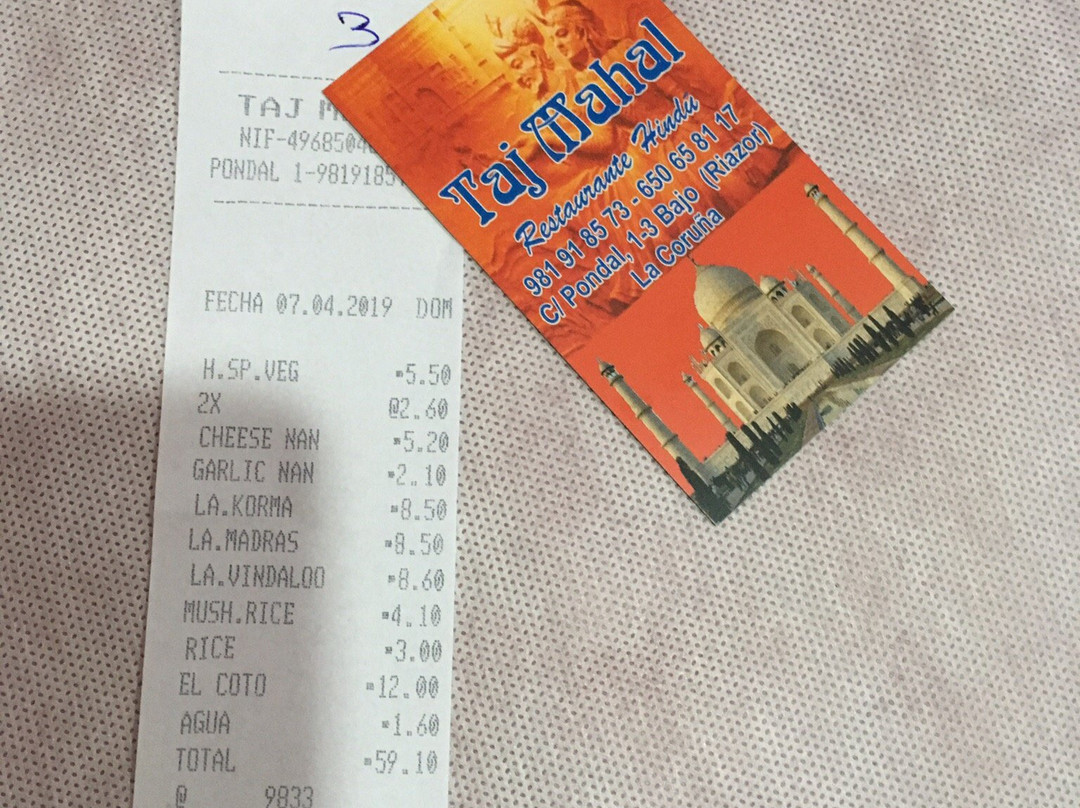 3
TAJ
NIF-4968504
PONDAL 1-9819185
FECHA 07.04.2019 DOM
H.SP.VEG 5.50
2X @2.60
CHEESE NAN 5.20
GARLIC NAN 2.10
LA.KORMA 8.50
LA.MADRAS 8.50
LA.VINDALOO 8.60
MUSH.RICE 4.10
RICE 3.00
EL COTO 12.00
AGUA 1.60
TOTAL 59.10
@ 9833
Taj Mahal
Restaurante Hindu
981 91 85 73 - 650 65 81 17
C/ Pondal, 1-3 Bajo (Riazor)
La Coruña